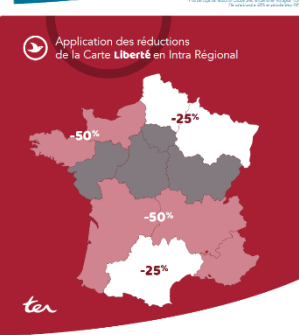 Application des réductions
de la Carte Liberté en Intra Régional
-25%
-50%
-50%
-25%
ter